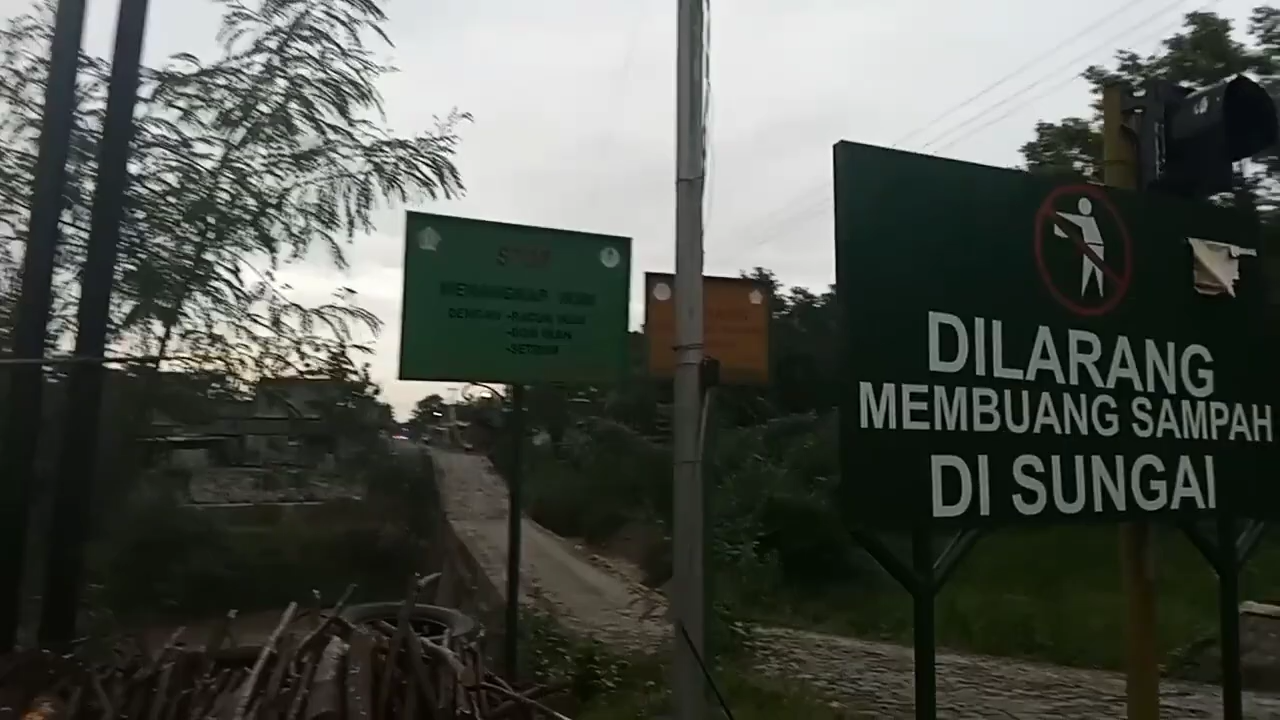 STOP
MENANGKAP IKAN
DENGAN -RACUN IKAN
-BOM IKAN
-SETRUM
DILARANG
MEMBUANG SAMPAH
DI SUNGAI